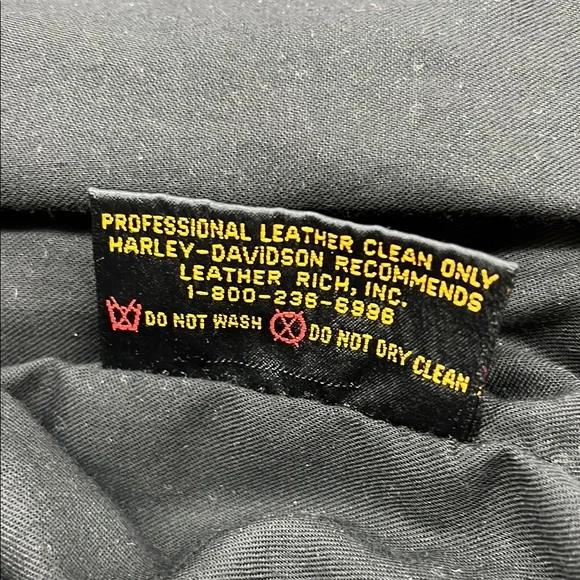 PROFESSIONAL LEATHER CLEAN ONLY
HARLEY-DAVIDSON RECOMMENDS
LEATHER RICH, INC.
1-800-236-6996
DO NOT WASH DO NOT DRY CLEAN